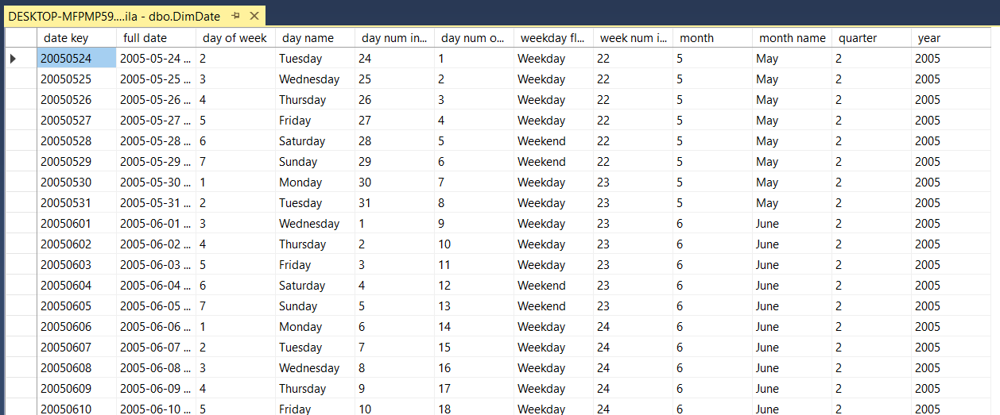 DESKTOP-MFPMP59....ila - dbo.DimDate
date key full date day of week day name day num in... day num o... weekday fl... week num i... month month name quarter year
20050524 2005-05-24 ... 2 Tuesday 24 1 Weekday 22 5 May 2 2005
20050525 2005-05-25 ... 3 Wednesday 25 2 Weekday 22 5 May 2 2005
20050526 2005-05-26 ... 4 Thursday 26 3 Weekday 22 5 May 2 2005
20050527 2005-05-27 ... 5 Friday 27 4 Weekday 22 5 May 2 2005
20050528 2005-05-28 ... 6 Saturday 28 5 Weekend 22 5 May 2 2005
20050529 2005-05-29 ... 7 Sunday 29 6 Weekend 22 5 May 2 2005
20050530 2005-05-30 ... 1 Monday 30 7 Weekday 23 5 May 2 2005
20050531 2005-05-31 ... 2 Tuesday 31 8 Weekday 23 5 May 2 2005
20050601 2005-06-01 ... 3 Wednesday 1 9 Weekday 23 6 June 2 2005
20050602 2005-06-02 ... 4 Thursday 2 10 Weekday 23 6 June 2 2005
20050603 2005-06-03 ... 5 Friday 3 11 Weekday 23 6 June 2 2005
20050604 2005-06-04 ... 6 Saturday 4 12 Weekend 23 6 June 2 2005
20050605 2005-06-05 ... 7 Sunday 5 13 Weekend 23 6 June 2 2005
20050606 2005-06-06 ... 1 Monday 6 14 Weekday 24 6 June 2 2005
20050607 2005-06-07 ... 2 Tuesday 7 15 Weekday 24 6 June 2 2005
20050608 2005-06-08 ... 3 Wednesday 8 16 Weekday 24 6 June 2 2005
20050609 2005-06-09 ... 4 Thursday 9 17 Weekday 24 6 June 2 2005
20050610 2005-06-10 ... 5 Friday 10 18 Weekday 24 6 June 2 2005